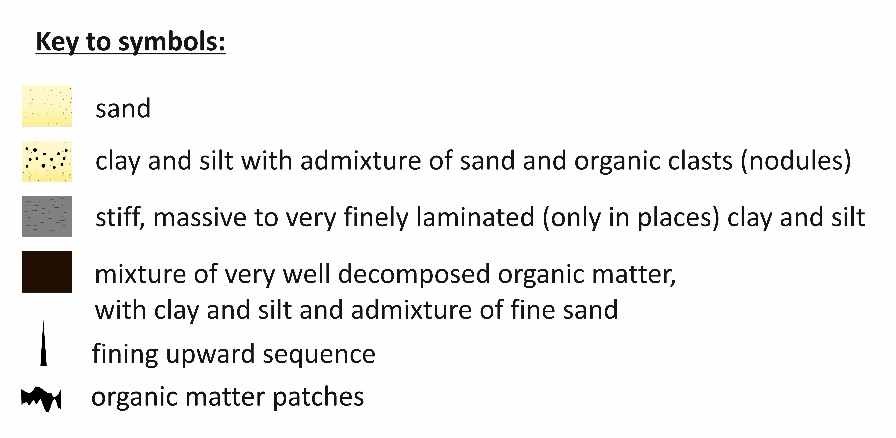 Key to symbols:
sand
clay and silt with admixture of sand and organic clasts (nodules)
stiff, massive to very finely laminated (only in places) clay and silt
mixture of very well decomposed organic matter,
with clay and silt and admixture of fine sand
fining upward sequence
organic matter patches